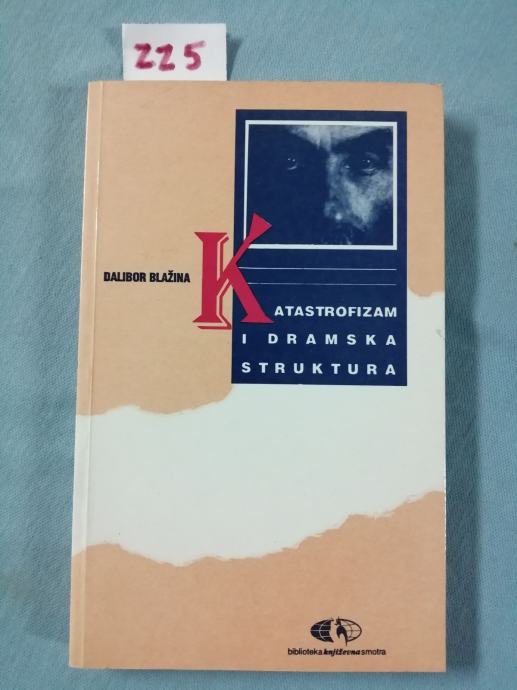 225
DALIBOR BLAŽINA
KATASTROFIZAM
I DRAMSKA
STRUKTURA
biblioteka književna smotra